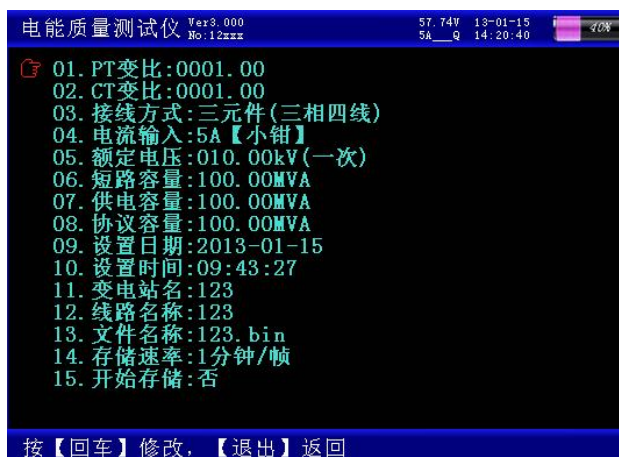 电能质量测试仪 Ver3.000 No:12xxx 57.74V 5A__Q 13-01-15 14:20:40 40%
01.PT变比:0001.00
02.CT变比:0001.00
03.接线方式:三元件(三相四线)
04.电流输入:5A【小钳】
05.额定电压:010.00kV(一次)
06.短路容量:100.00MVA
07.供电容量:100.00MVA
08.协议容量:100.00MVA
09.设置日期:2013-01-15
10.设置时间:09:43:27
11.变电站名:123
12.线路名称:123
13.文件名称:123.bin
14.存储速率:1分钟/帧
15.开始存储:否
按【回车】修改，【退出】返回